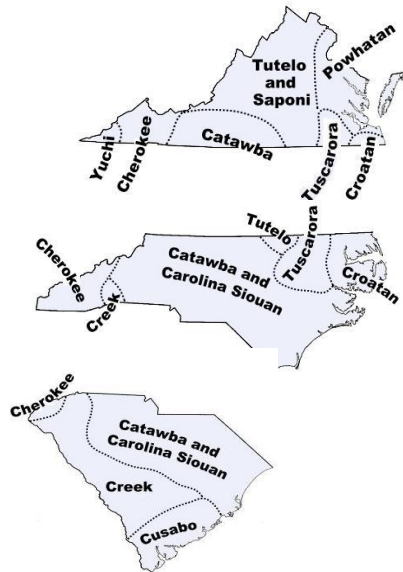 Tutelo
and
Saponi
Powhatan
Yuchi
Cherokee
Catawba
Tuscarora
Croatan
Tutelo
Cherokee
Creek
Catawba and
Carolina Siouan
Tuscarora
Croatan
Cherokee
Catawba and
Carolina Siouan
Creek
Cusabo